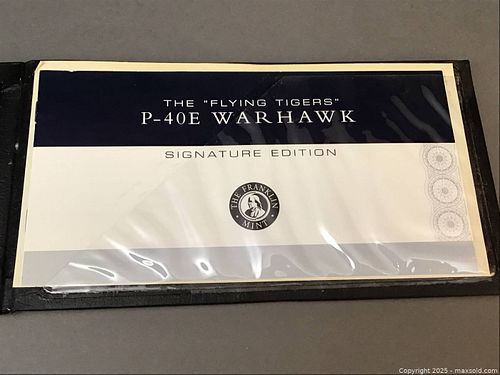 THE "FLYING TIGERS"
P-40E WARHAWK
SIGNATURE EDITION
THE FRANKLIN
MINT
Copyright 2025 - maxsold.com